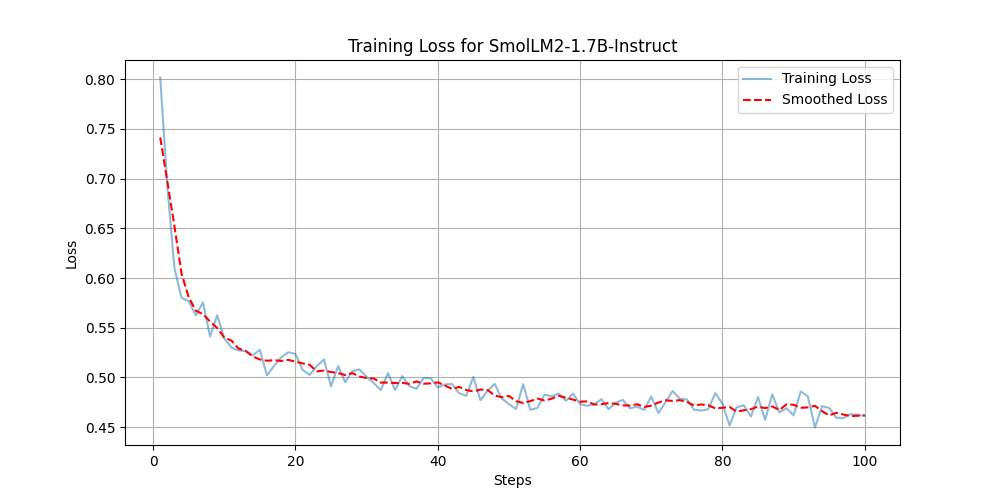 Training Loss for SmolLM2-1.7B-Instruct
Training Loss
Smoothed Loss
Loss
0.80
0.75
0.70
0.65
0.60
0.55
0.50
0.45
0 20 40 60 80 100
Steps